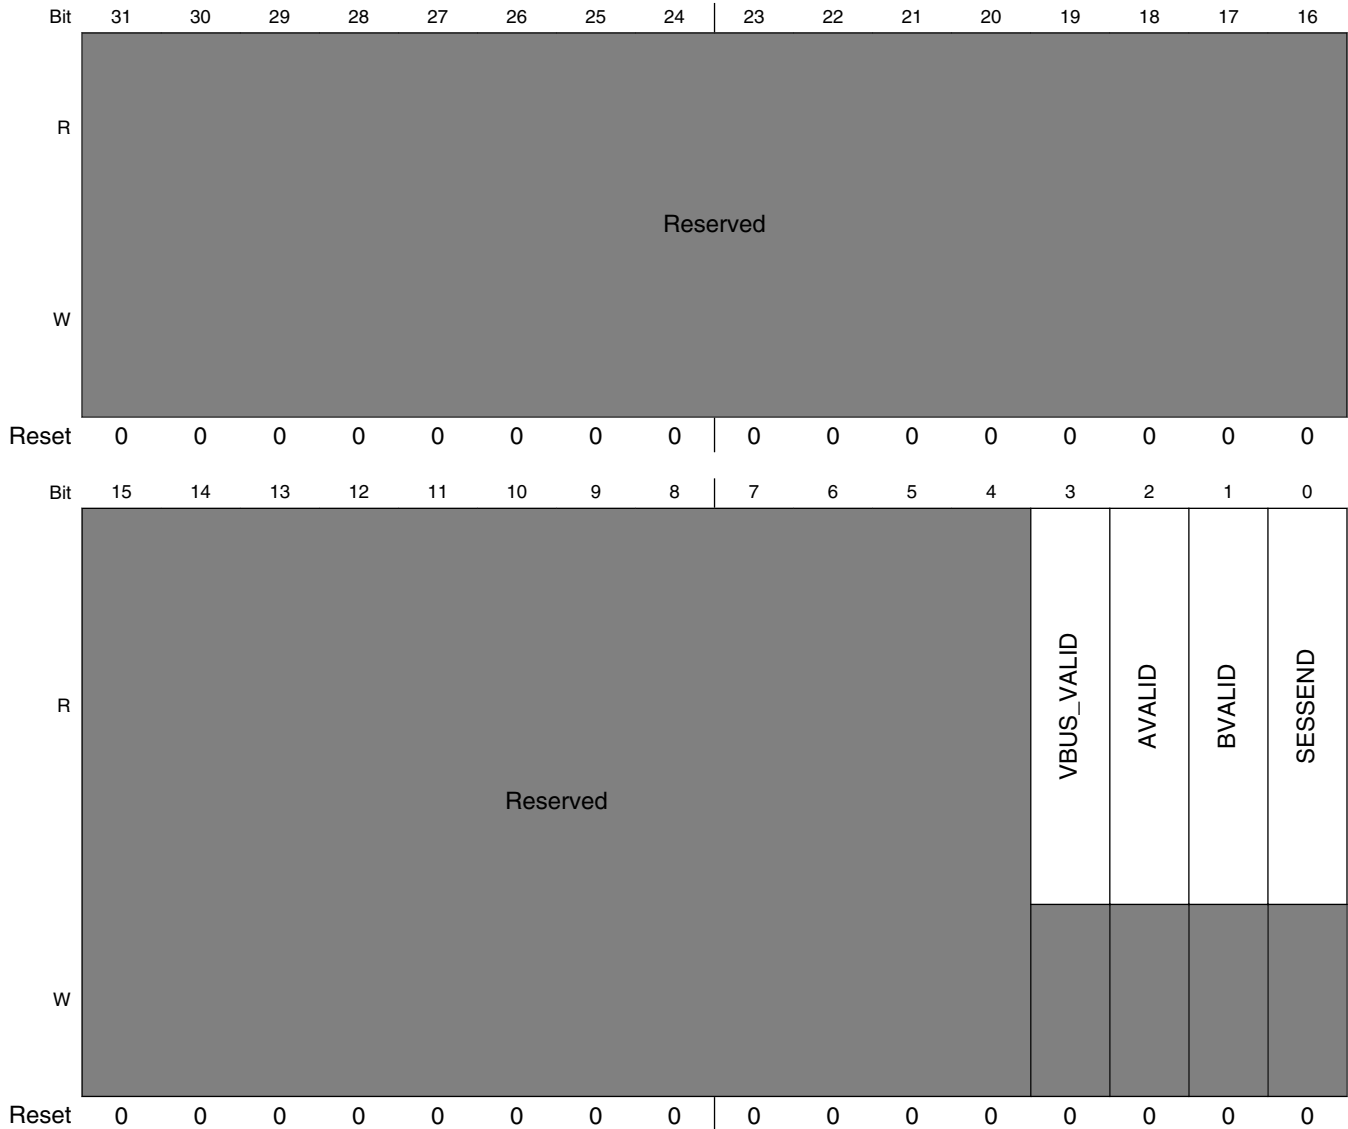 Bit 31 30 29 28 27 26 25 24 23 22 21 20 19 18 17 16
R
Reserved
W
Reset 0 0 0 0 0 0 0 0 0 0 0 0 0 0 0 0
Bit 15 14 13 12 11 10 9 8 7 6 5 4 3 2 1 0
R VBUS_VALID AVALID BVALID SESSEND
Reserved
W
Reset 0 0 0 0 0 0 0 0 0 0 0 0 0 0 0 0